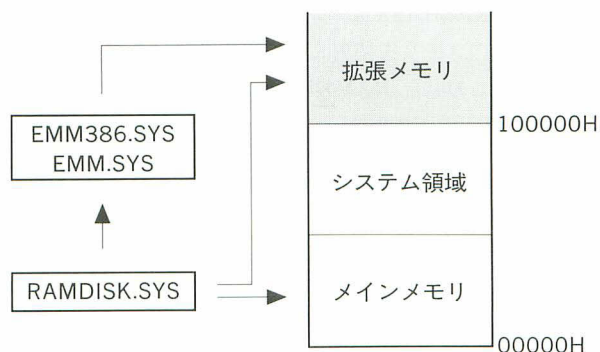 拡張メモリ
100000H
EMM386.SYS
EMM.SYS
システム領域
RAMDISK.SYS
メインメモリ
00000H